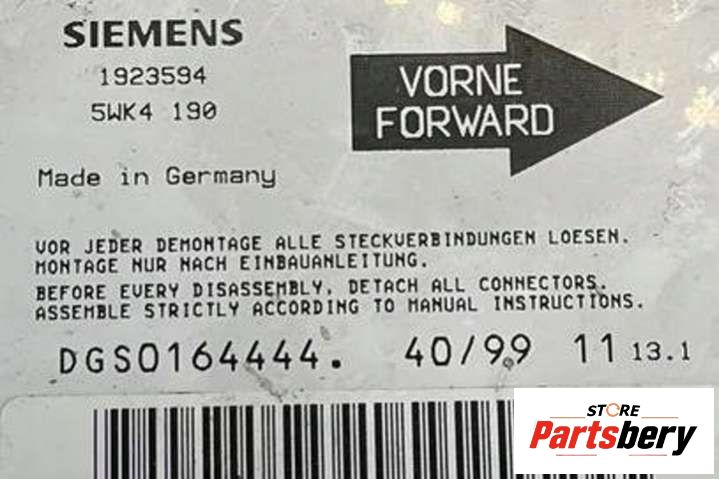 SIEMENS
1923594
5WK4 190
VORNE
FORWARD
Made in Germany
VOR JEDER DEMONTAGE ALLE STECKVERBINDUNGEN LOESEN.
MONTAGE NUR NACH EINBAUANLEITUNG.
BEFORE EVERY DISASSEMBLY, DETACH ALL CONNECTORS.
ASSEMBLE STRICTLY ACCORDING TO MANUAL INSTRUCTIONS.
DGS0164444. 40/99 11 13.1
STORE
Partsbery